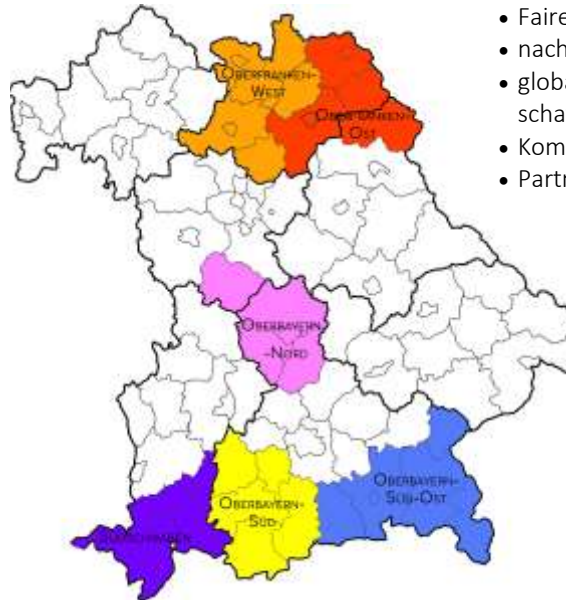 • Faire
• nach
• globa
scha
• Kom
• Partn
OBERFRANKEN-
WEST
OBERFRANKEN-
OST
OBERBAYERN
-NORD
OBERBAYERN-
SÜD-OST
OBERBAYERN-
SÜD